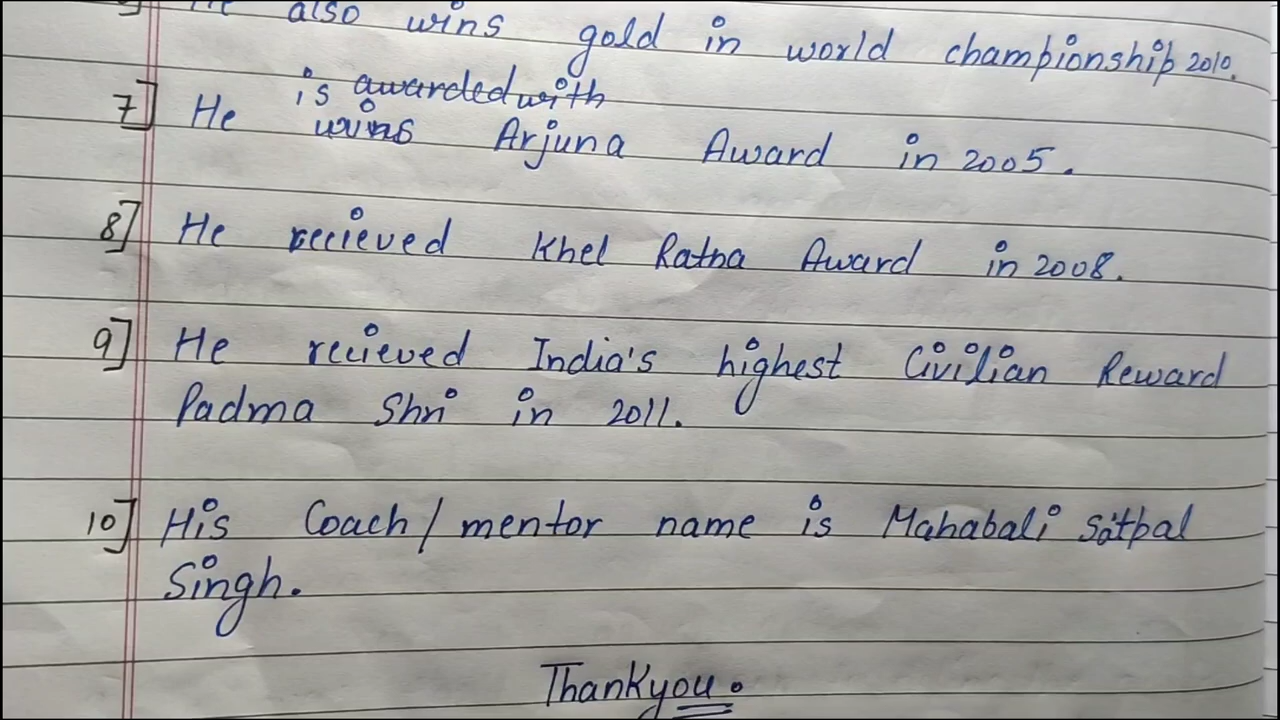 He also wins gold in world championship 2010.
is awarded with
7] He wins Arjuna Award in 2005.
8] He recieved Khel Ratna Award in 2008.
9] He recieved India's highest Civilian Reward
Padma Shri in 2011.
10] His Coach/mentor name is Mahabali Satpal
Singh.
Thankyou.